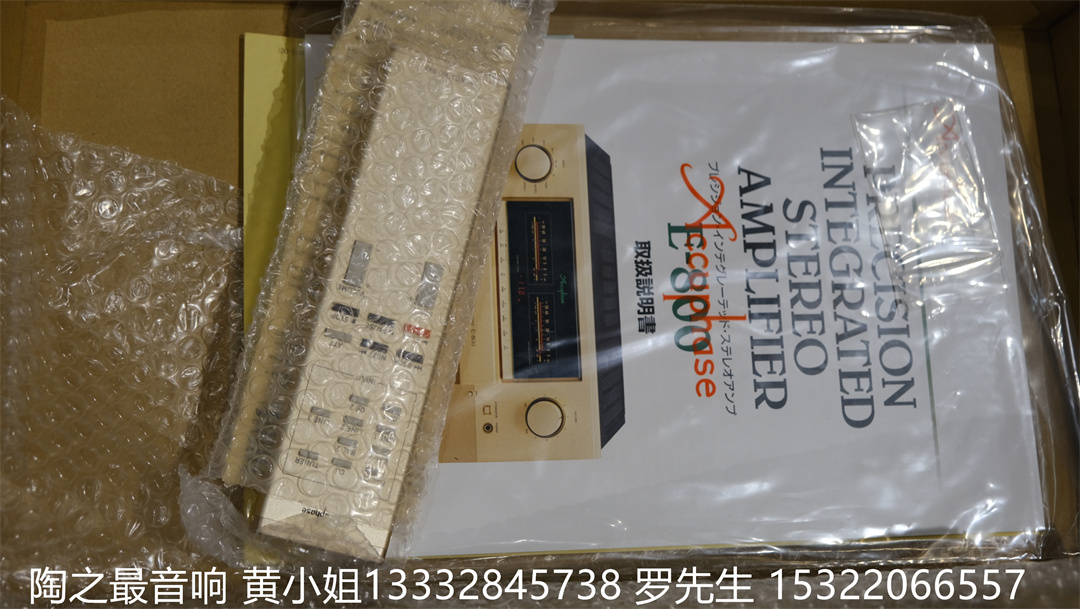 PRECISION
INTEGRATED
STEREO
AMPLIFIER
プレシジョン・インテグレーテッド・ステレオアンプ
Accuphase
E-800
取扱説明書
TUNER
INPUT
陶之最音响 黄小姐13332845738 罗先生 15322066557